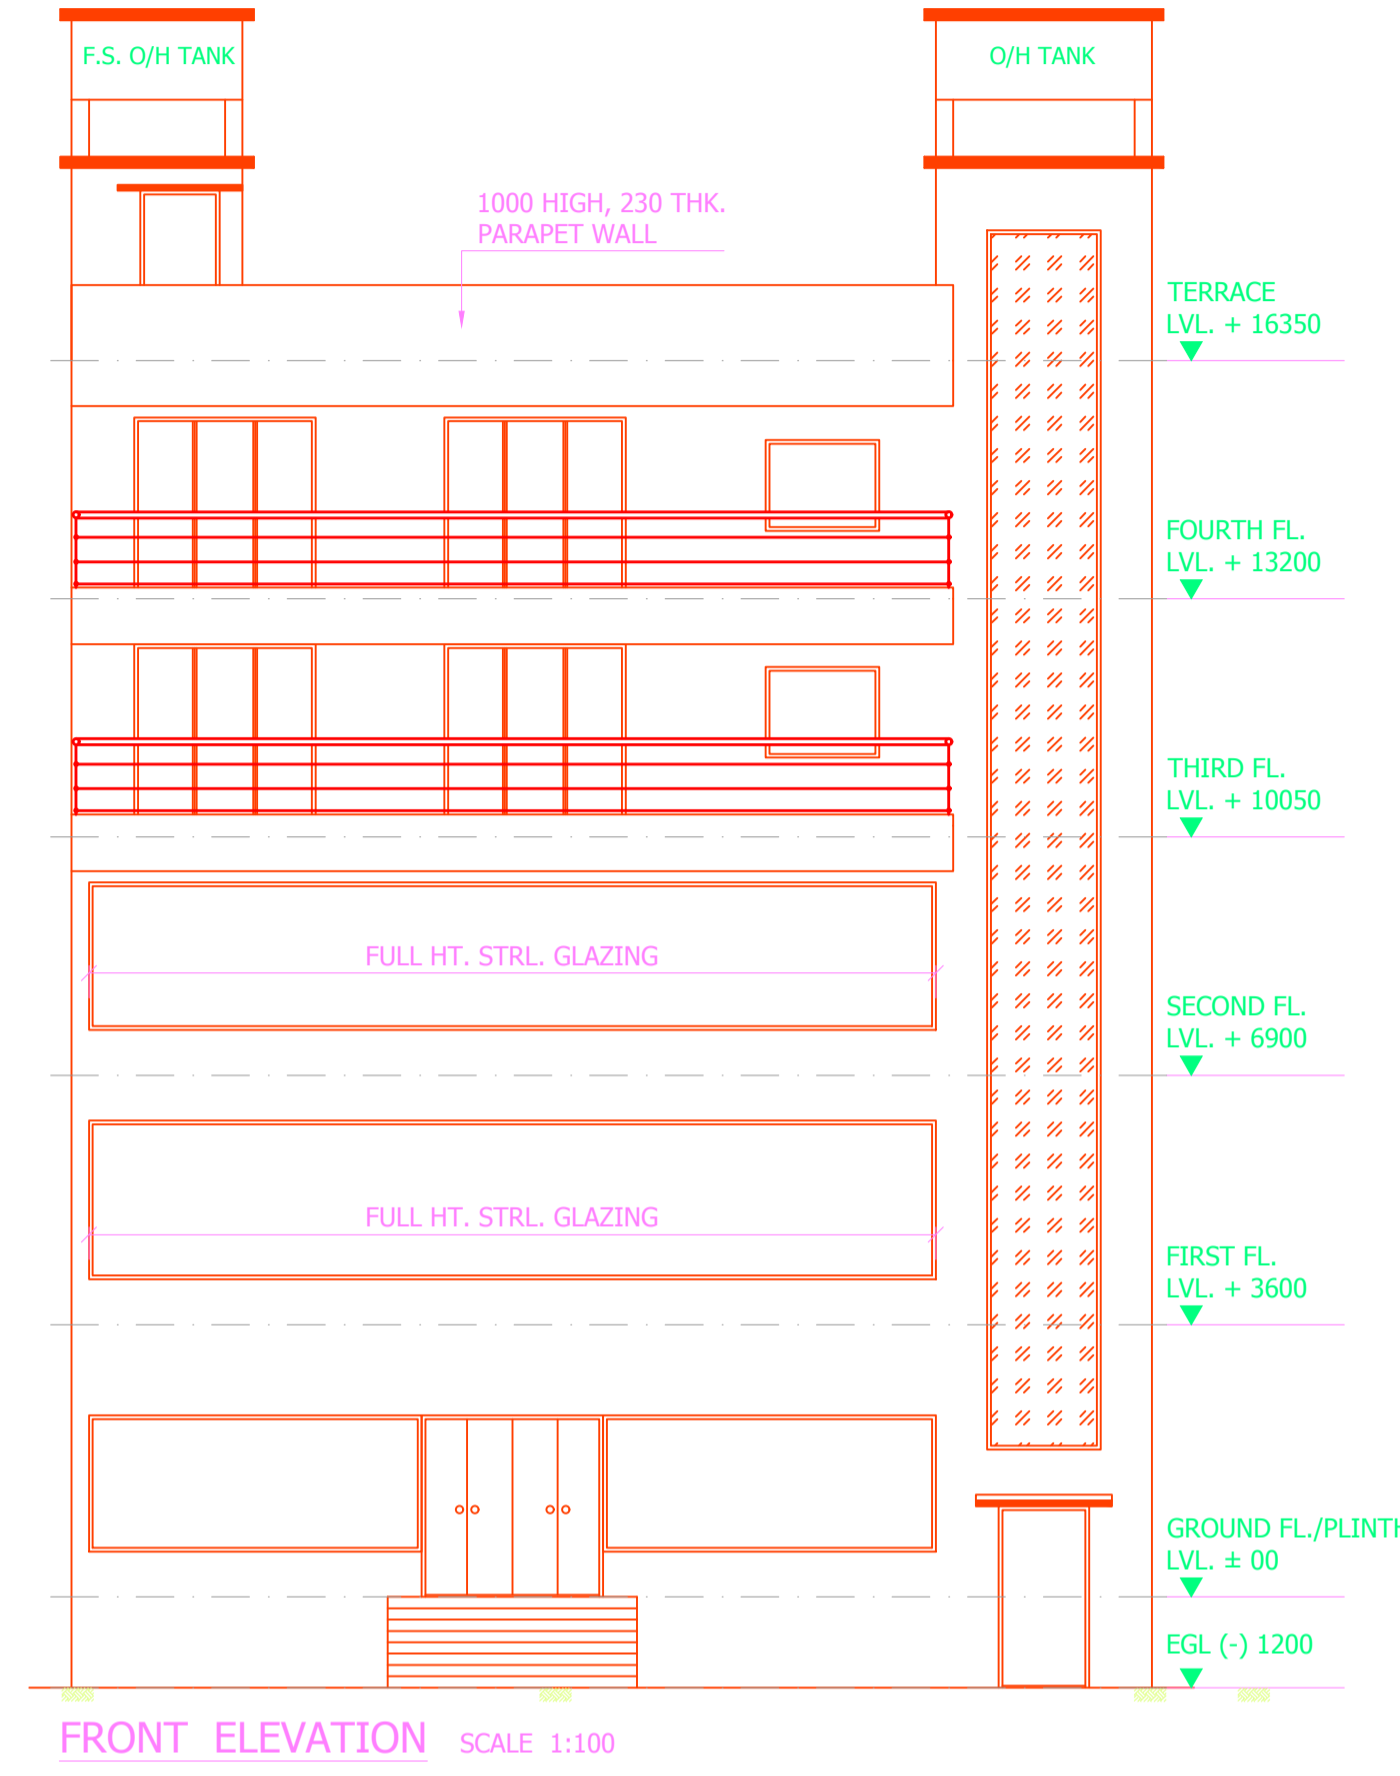 F.S. O/H TANK
O/H TANK
1000 HIGH, 230 THK.
PARAPET WALL
TERRACE
LVL. + 16350
FOURTH FL.
LVL. + 13200
THIRD FL.
LVL. + 10050
FULL HT. STRL. GLAZING
SECOND FL.
LVL. + 6900
FULL HT. STRL. GLAZING
FIRST FL.
LVL. + 3600
GROUND FL./PLINTH
LVL. ± 00
EGL (-) 1200
FRONT ELEVATION SCALE 1:100